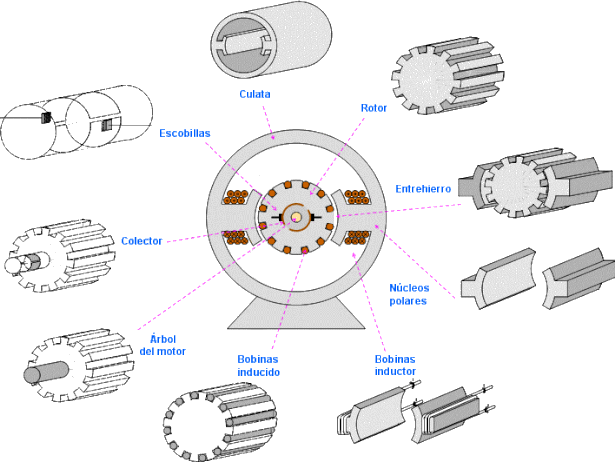 Culata
Rotor
Escobillas
Entrehierro
Colector
Núcleos
polares
Árbol
del motor
Bobinas
inducido
Bobinas
inductor